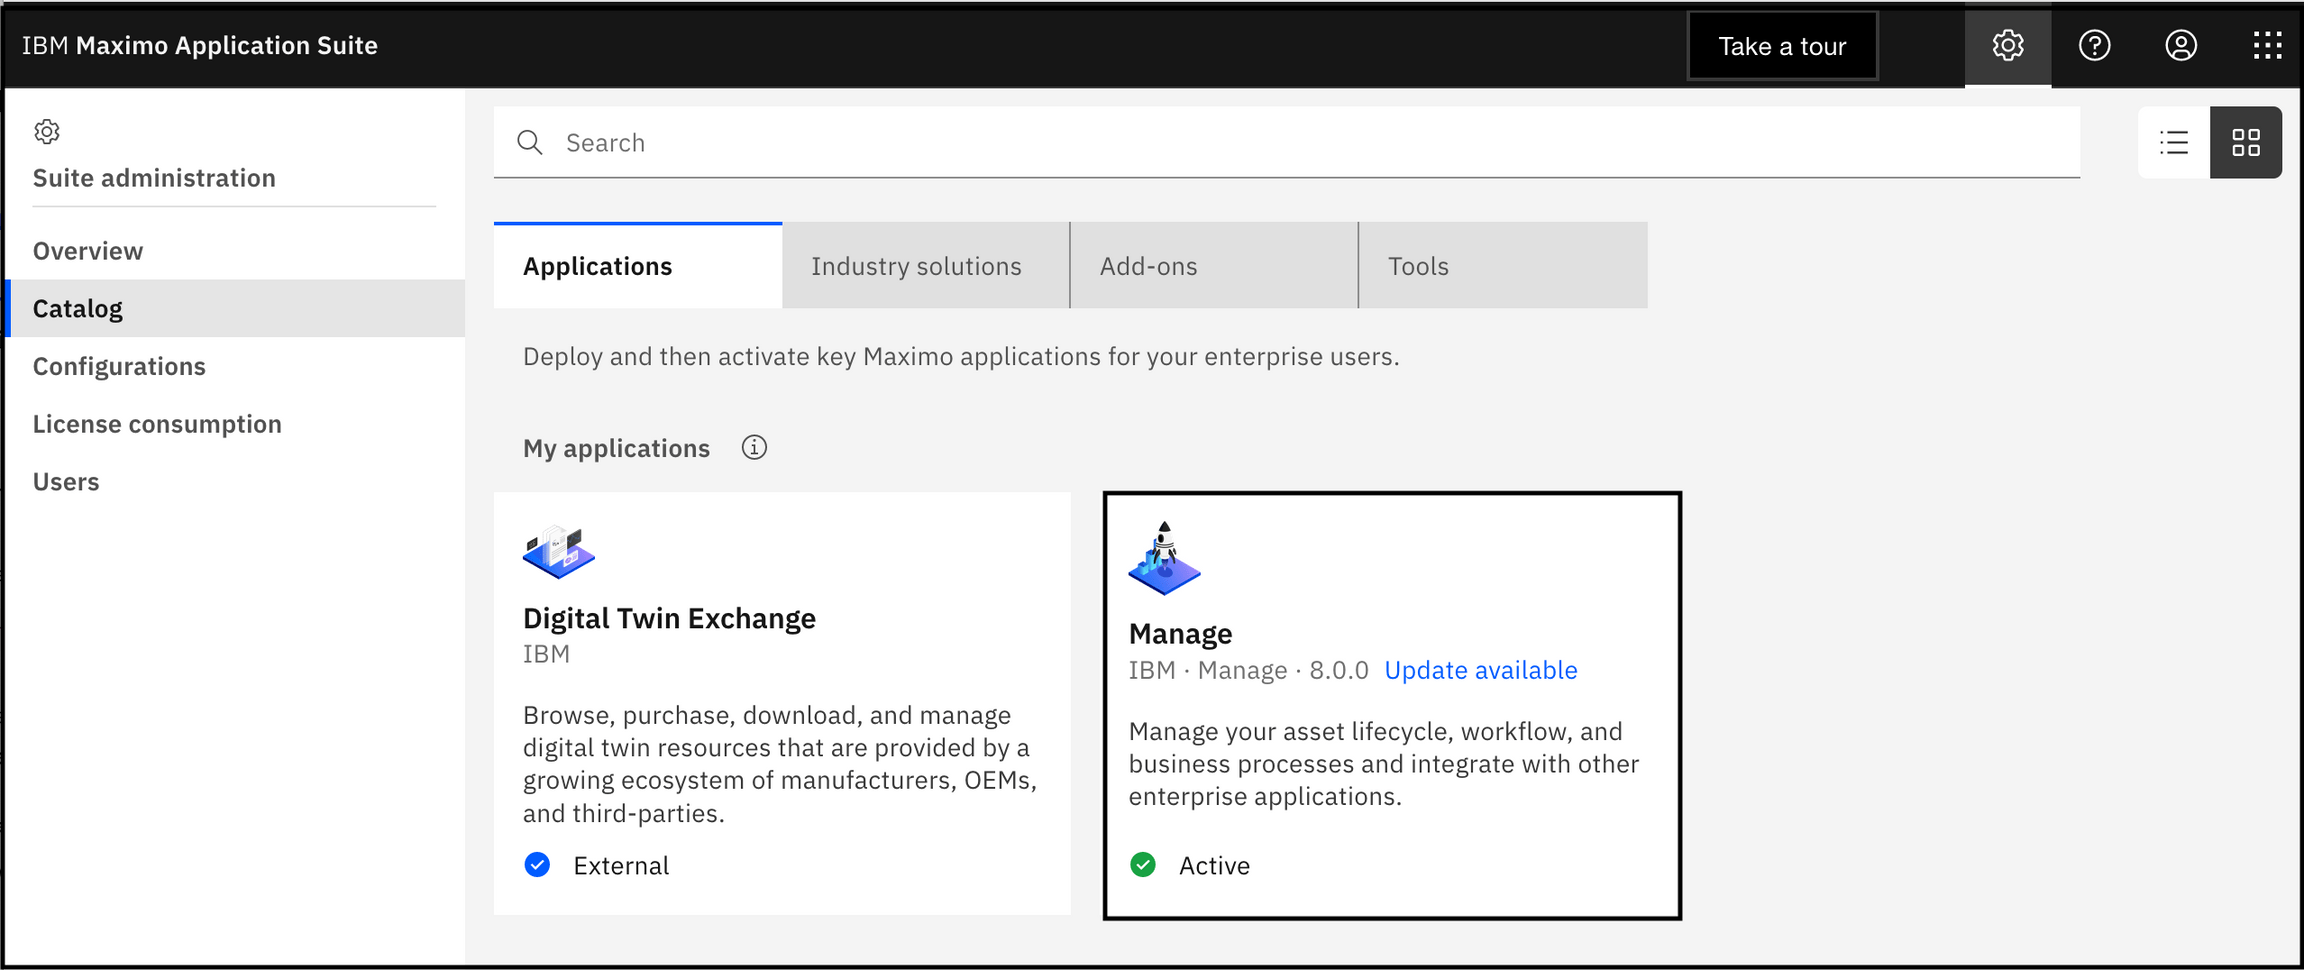 IBM Maximo Application Suite
Take a tour
Suite administration
Overview
Catalog
Configurations
License consumption
Users
Search
Applications
Industry solutions
Add-ons
Tools
Deploy and then activate key Maximo applications for your enterprise users.
My applications
Digital Twin Exchange
IBM
Browse, purchase, download, and manage
digital twin resources that are provided by a
growing ecosystem of manufacturers, OEMs,
and third-parties.
External
Manage
IBM · Manage · 8.0.0 Update available
Manage your asset lifecycle, workflow, and
business processes and integrate with other
enterprise applications.
Active